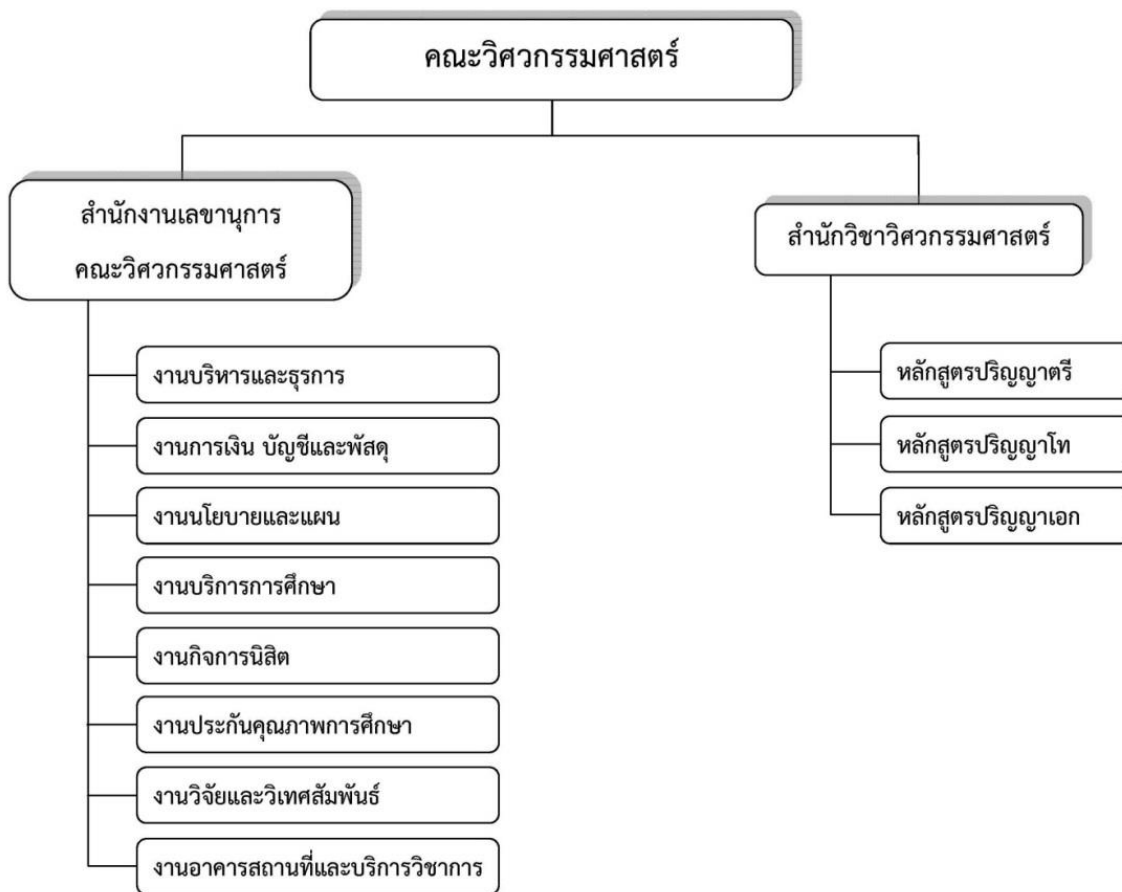 คณะวิศวกรรมศาสตร์
สำนักงานเลขานุการ
คณะวิศวกรรมศาสตร์
งานบริหารและธุรการ
งานการเงิน บัญชีและพัสดุ
งานนโยบายและแผน
งานบริการการศึกษา
งานกิจการนิสิต
งานประกันคุณภาพการศึกษา
งานวิจัยและวิเทศสัมพันธ์
งานอาคารสถานที่และบริการวิชาการ
สำนักวิชาวิศวกรรมศาสตร์
หลักสูตรปริญญาตรี
หลักสูตรปริญญาโท
หลักสูตรปริญญาเอก